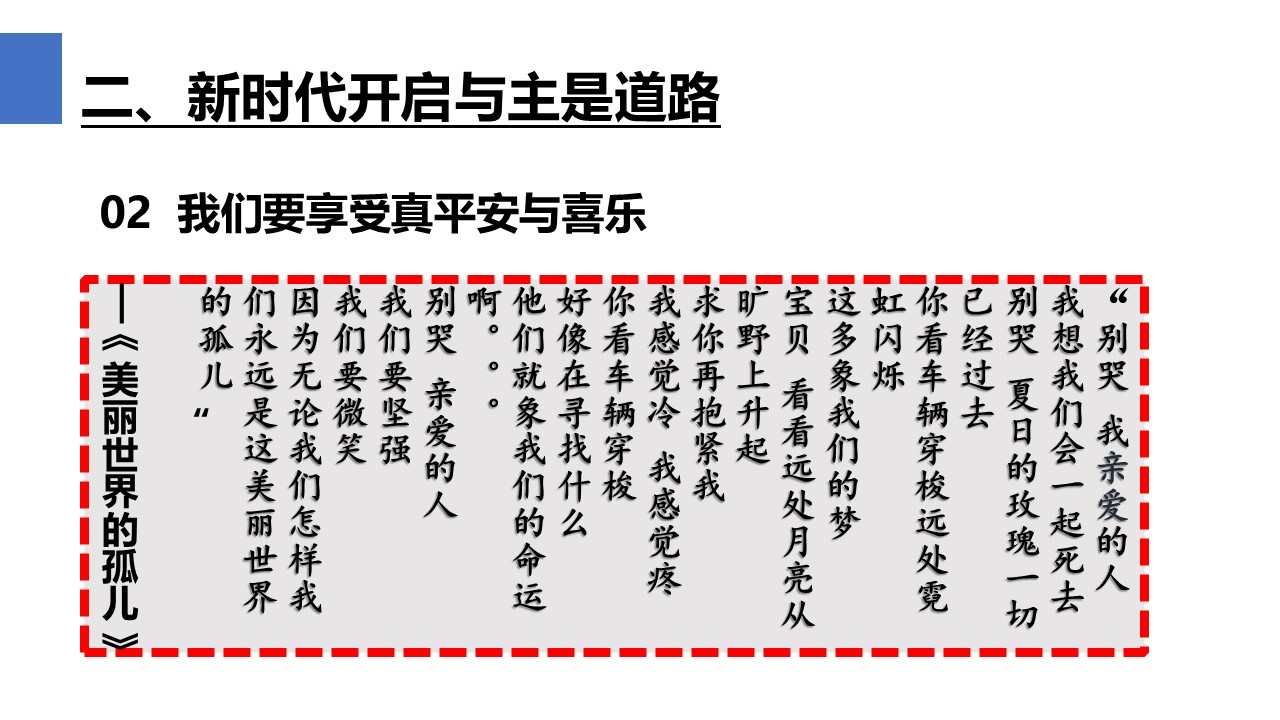 二、新时代开启与主是道路
02 我们要享受真平安与喜乐
“别哭 我亲爱的人
我想我们会一起死去
别哭 夏日的玫瑰一切
已经过去
你看车辆穿梭远处霓
虹闪烁
这多象我们的梦
宝贝 看看远处月亮从
旷野上升起
求你再抱紧我
我感觉冷 我感觉疼
你看车辆穿梭
好像在寻找什么
他们就象我们的命运
啊。。。
别哭 亲爱的人
我们要坚强
我们要微笑
因为无论我们怎样我
们永远是这美丽世界
的孤儿“
—《美丽世界的孤儿》